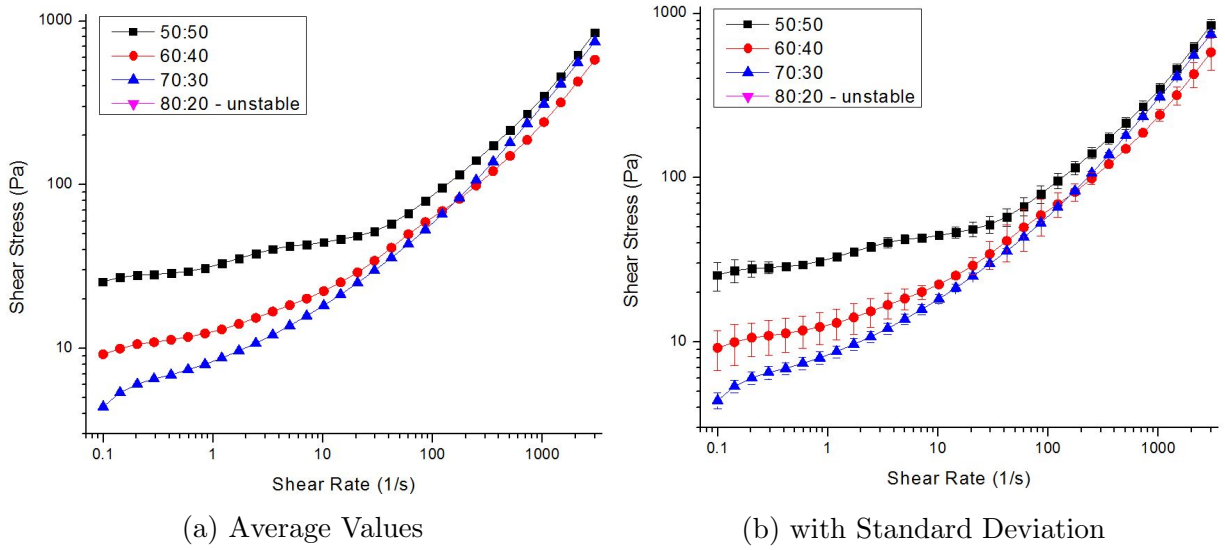 1000
100
10
Shear Stress (Pa)
50:50
60:40
70:30
80:20 - unstable
0.1 1 10 100 1000
Shear Rate (1/s)
(a) Average Values
1000
100
10
Shear Stress (Pa)
50:50
60:40
70:30
80:20 - unstable
0.1 1 10 100 1000
Shear Rate (1/s)
(b) with Standard Deviation